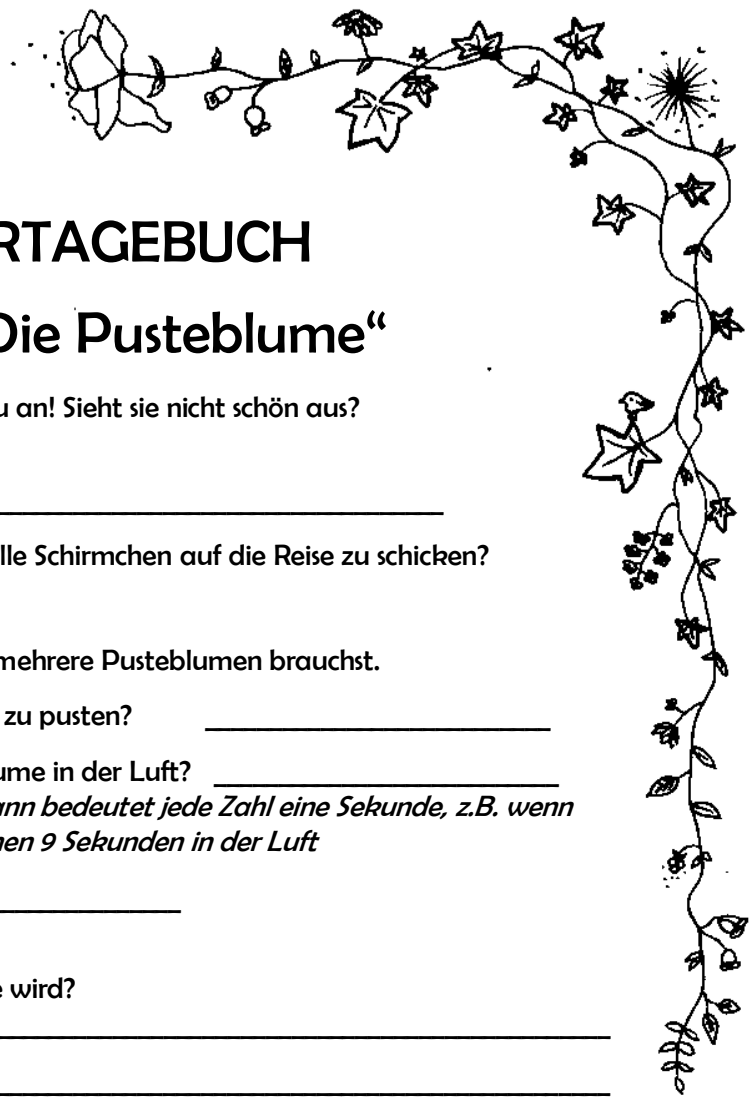 RTAGEBUCH
Die Pusteblume“
u an! Sieht sie nicht schön aus?
lle Schirmchen auf die Reise zu schicken?
mehrere Pusteblumen brauchst.
zu pusten?
ume in der Luft?
ann bedeutet jede Zahl eine Sekunde, z.B. wenn
nen 9 Sekunden in der Luft
e wird?